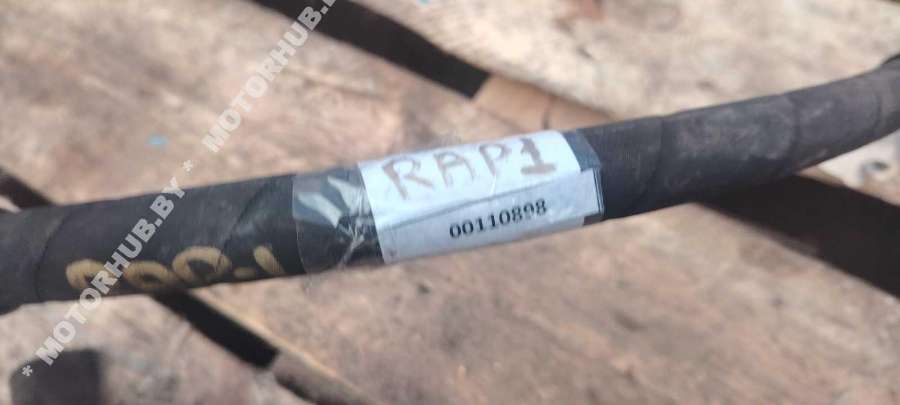 * MOTORHUB.BY * MOTORHUB.BY
RAP1
00110898